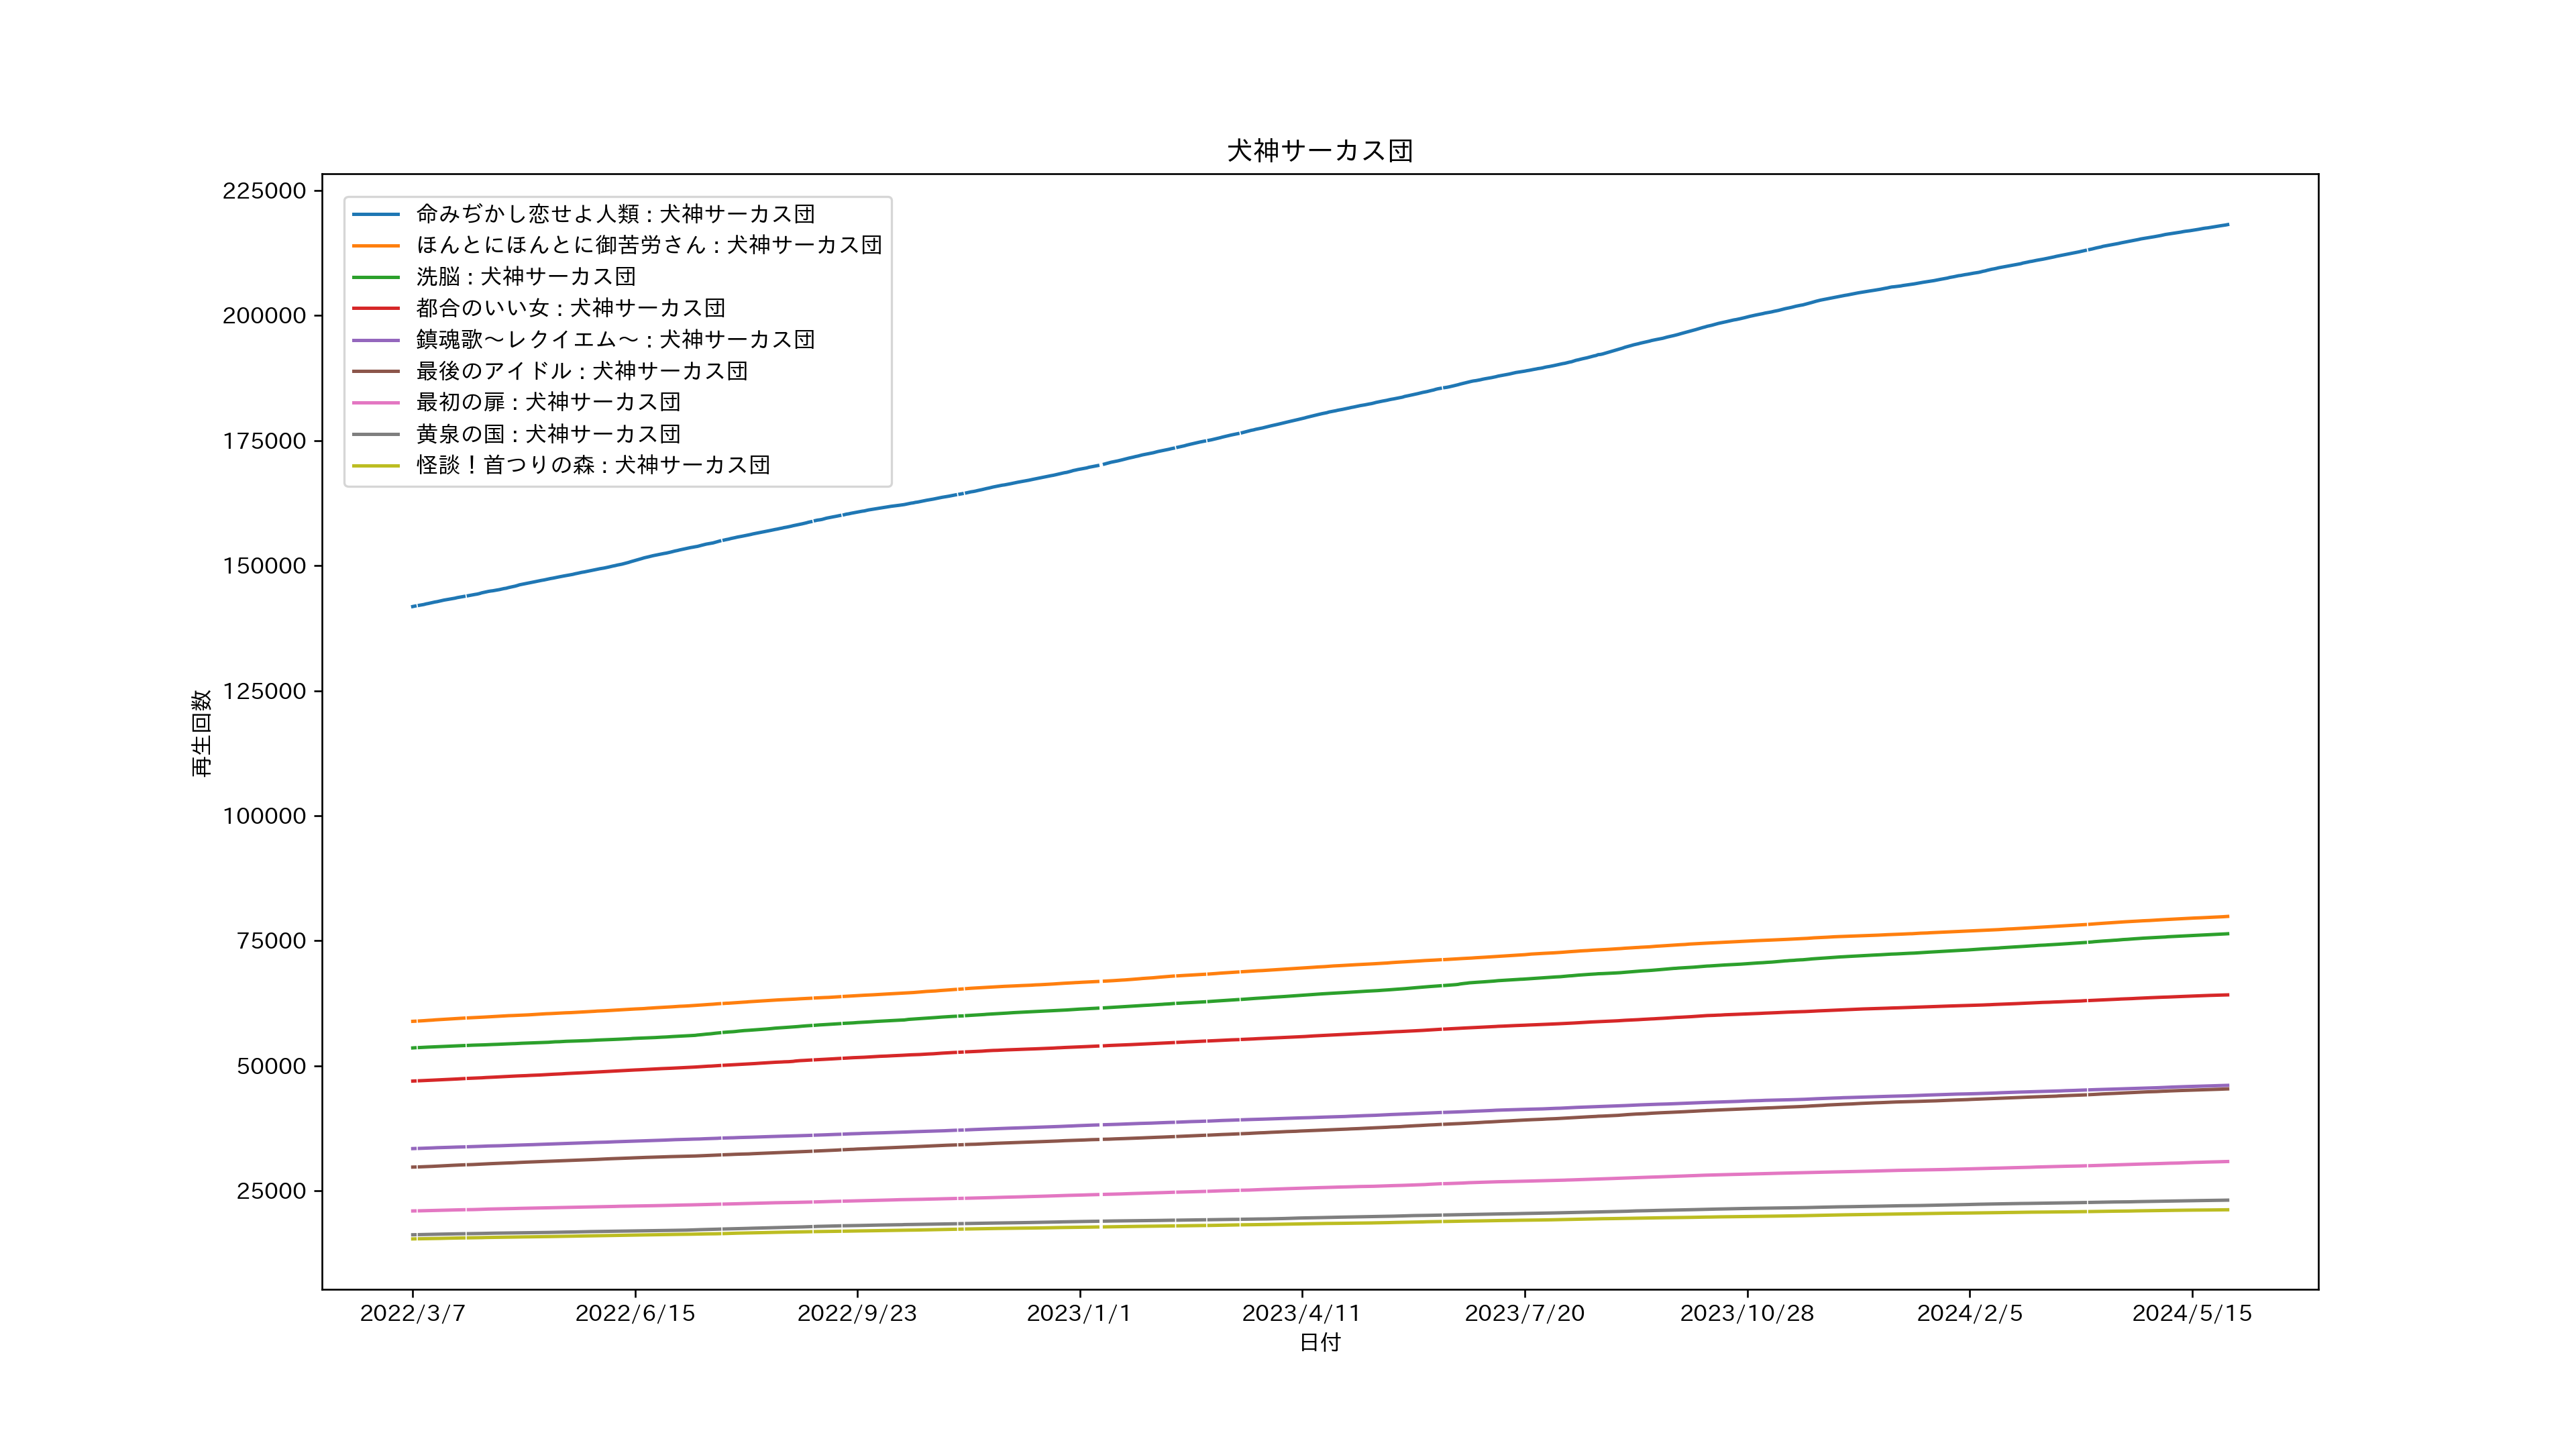 犬神サーカス団
225000
200000
175000
150000
125000
100000
75000
50000
25000
再生回数
命みぢかし恋せよ人類 : 犬神サーカス団
ほんとにほんとに御苦労さん : 犬神サーカス団
洗脳 : 犬神サーカス団
都合のいい女 : 犬神サーカス団
鎮魂歌〜レクイエム〜 : 犬神サーカス団
最後のアイドル : 犬神サーカス団
最初の扉 : 犬神サーカス団
黄泉の国 : 犬神サーカス団
怪談！首つりの森 : 犬神サーカス団
2022/3/7 2022/6/15 2022/9/23 2023/1/1 2023/4/11 2023/7/20 2023/10/28 2024/2/5 2024/5/15
日付